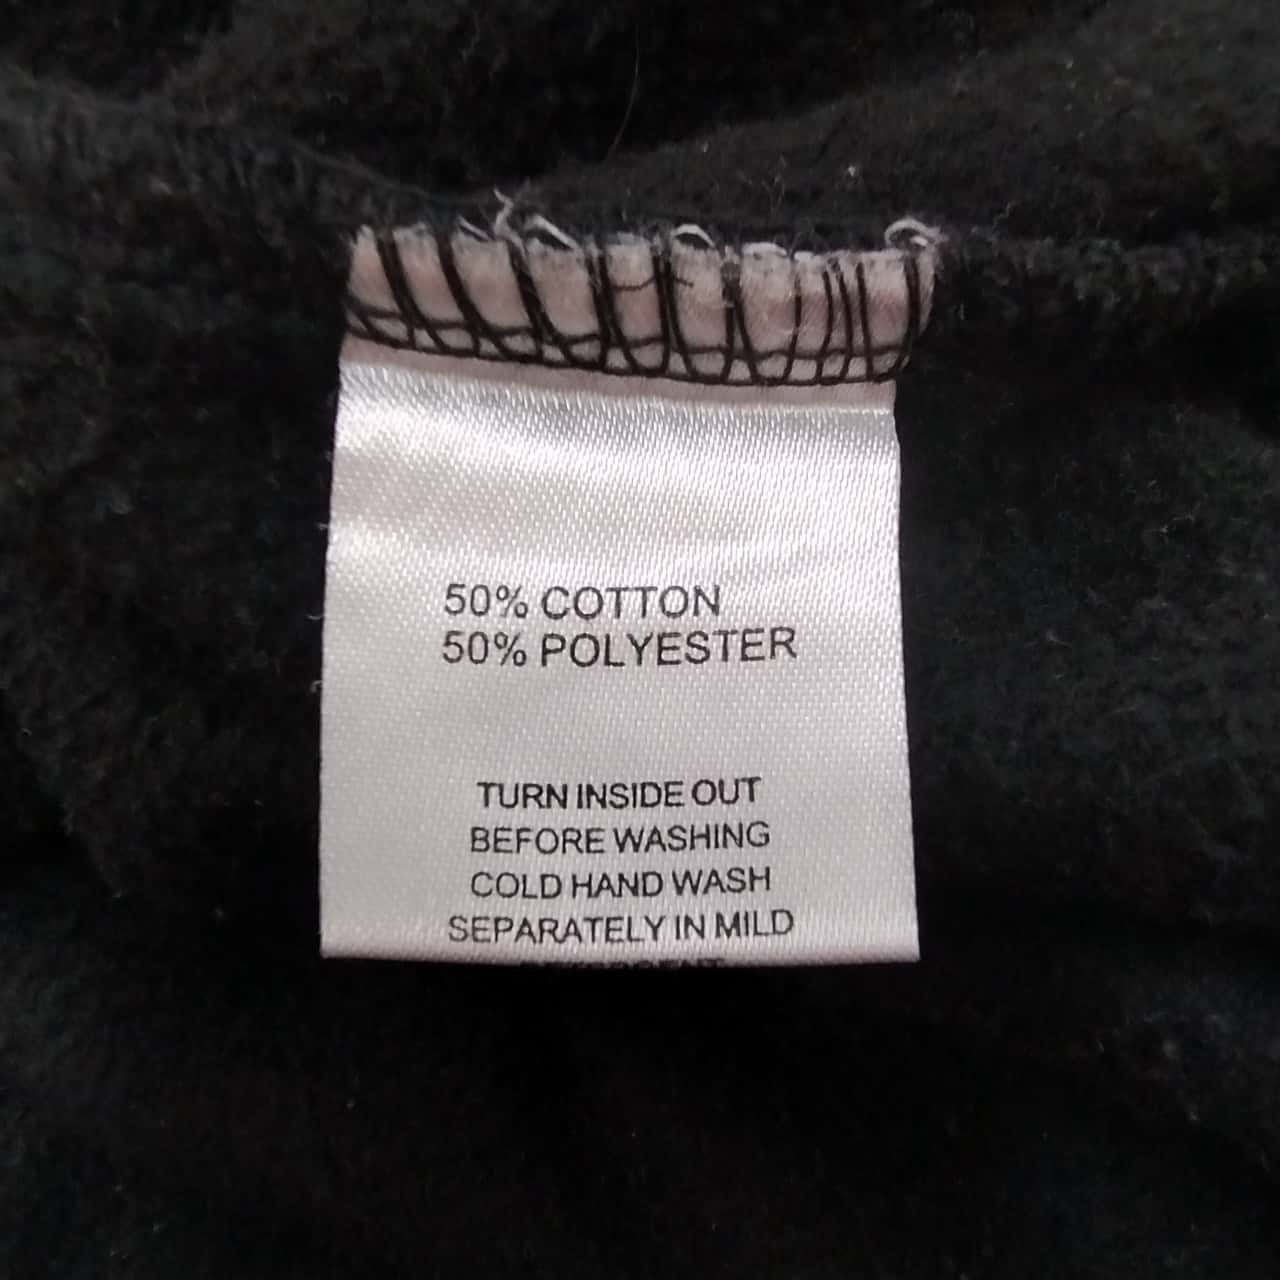 50% COTTON
50% POLYESTER
TURN INSIDE OUT
BEFORE WASHING
COLD HAND WASH
SEPARATELY IN MILD